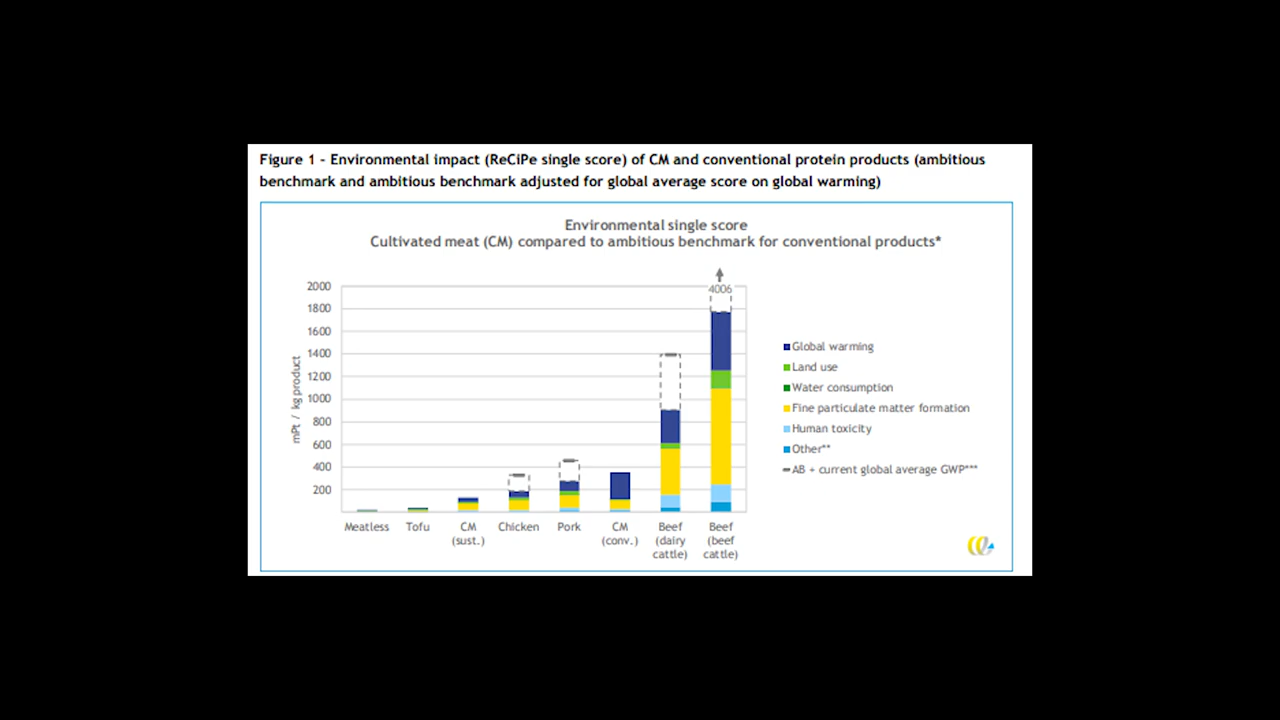 Figure 1 - Environmental impact (ReCiPe single score) of CM and conventional protein products (ambitious
benchmark and ambitious benchmark adjusted for global average score on global warming)
Environmental single score
Cultivated meat (CM) compared to ambitious benchmark for conventional products*
4006
2000
1800
1600
1400
1200
1000
800
600
400
200
mPt / kg product
Meatless
Tofu
CM
(sust.)
Chicken
Pork
CM
(conv.)
Beef
(dairy
cattle)
Beef
(beef
cattle)
Global warming
Land use
Water consumption
Fine particulate matter formation
Human toxicity
Other**
AB + current global average GWP***